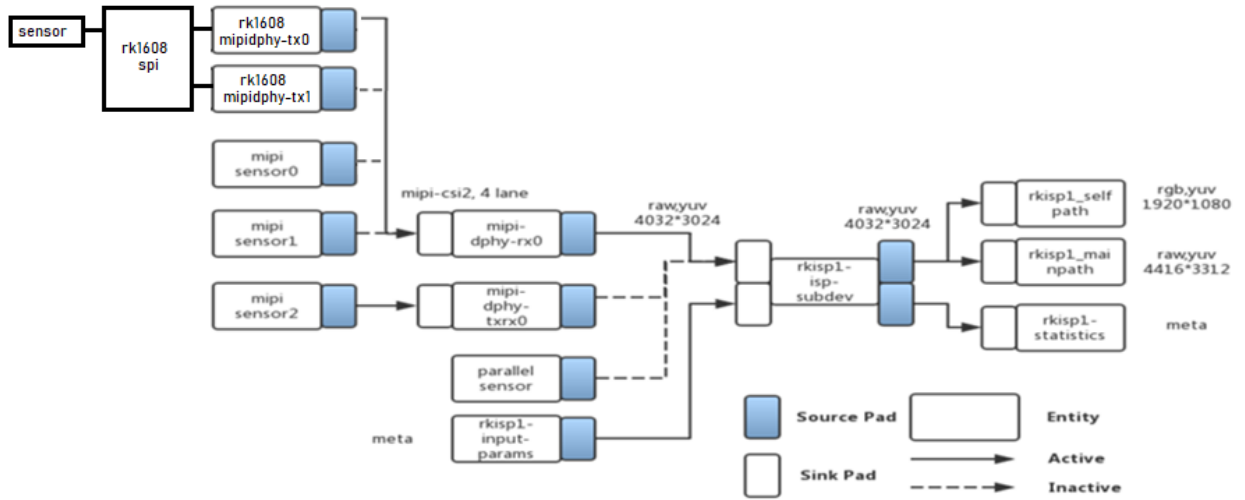 sensor
rk1608
spi
rk1608
mipidphy-tx0
rk1608
mipidphy-tx1
mipi
sensor0
mipi
sensor1
mipi
sensor2
mipi-csi2, 4 lane
mipi-
dphy-rx0
mipi-
dphy-
txrx0
parallel
sensor
meta
rkisp1-
input-
params
raw,yuv
4032*3024
rkisp1-
isp-
subdev
raw,yuv
4032*3024
rkisp1_self
path
rgb,yuv
1920*1080
rkisp1_mai
npath
raw,yuv
4416*3312
rkisp1-
statistics
meta
Source Pad
Entity
Sink Pad
Active
Inactive